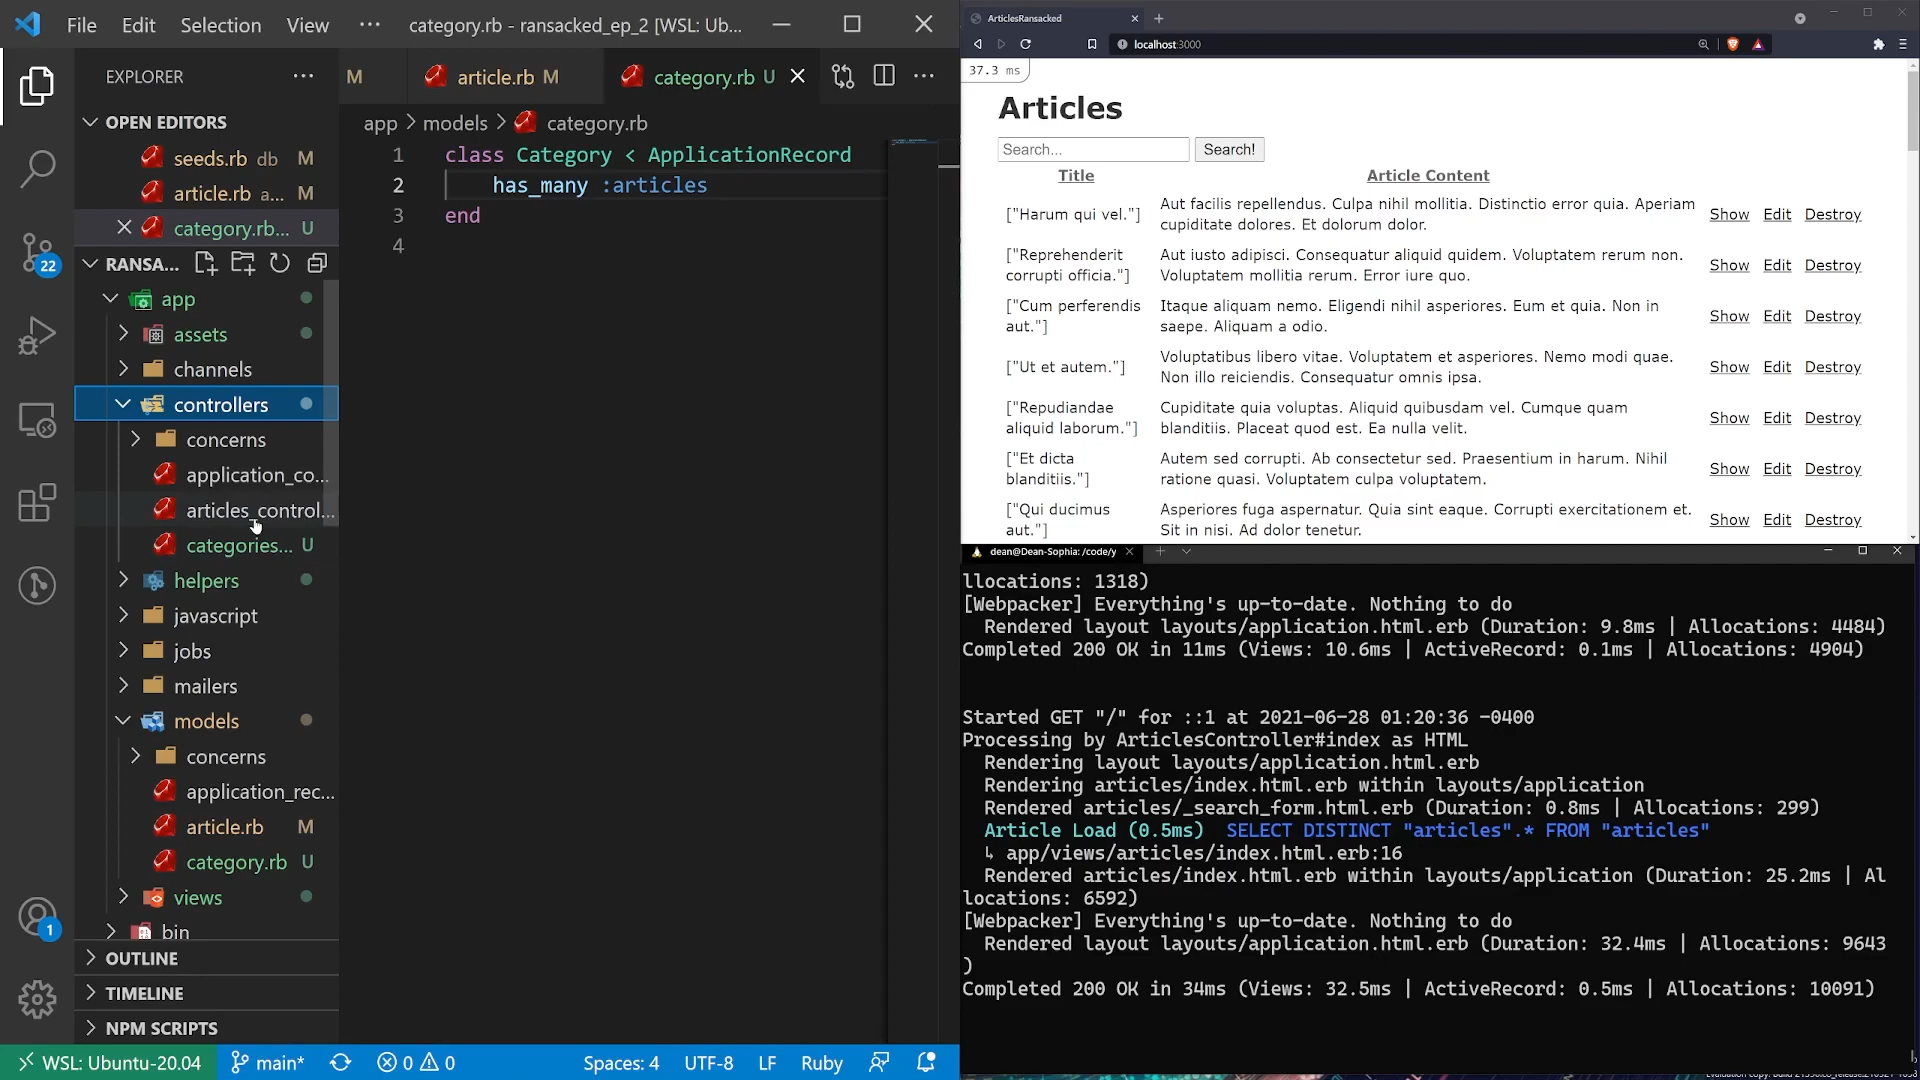 File Edit Selection View ··· category.rb - ransacked_ep_2 [WSL: Ub...
EXPLORER
OPEN EDITORS
seeds.rb db M
article.rb a... M
category.rb... U
RANSA...
app
assets
channels
controllers
concerns
application_co...
articles_control...
categories... U
helpers
javascript
jobs
mailers
models
concerns
application_rec...
article.rb M
category.rb U
views
bin
OUTLINE
TIMELINE
NPM SCRIPTS
22
1
M article.rb M category.rb U
app > models > category.rb
1 class Category < ApplicationRecord
2 has_many :articles
3 end
4
WSL: Ubuntu-20.04 main* 0 0 Spaces: 4 UTF-8 LF Ruby
ArticlesRansacked
localhost:3000
37.3 ms
Articles
Search... Search!
Title Article Content
["Harum qui vel."] Aut facilis repellendus. Culpa nihil mollitia. Distinctio error quia. Aperiam cupiditate dolores. Et dolorum dolor. Show Edit Destroy
["Reprehenderit corrupti officia."] Aut iusto adipisci. Consequatur aliquid quidem. Voluptatem rerum non. Voluptatem mollitia rerum. Error iure quo. Show Edit Destroy
["Cum perferendis aut."] Itaque aliquam nemo. Eligendi nihil asperiores. Eum et quia. Non in saepe. Aliquam a odio. Show Edit Destroy
["Ut et autem."] Voluptatibus libero vitae. Voluptatem et asperiores. Nemo modi quae. Non illo reiciendis. Consequatur omnis ipsa. Show Edit Destroy
["Repudiandae aliquid laborum."] Cupiditate quia voluptas. Aliquid quibusdam vel. Cumque quam blanditiis. Placeat quod est. Ea nulla velit. Show Edit Destroy
["Et dicta blanditiis."] Autem sed corrupti. Ab consectetur sed. Praesentium in harum. Nihil ratione quasi. Voluptatem culpa voluptatem. Show Edit Destroy
["Qui ducimus aut."] Asperiores fuga aspernatur. Quia sint eaque. Corrupti exercitationem et. Sit in nisi. Ad dolor tenetur. Show Edit Destroy
dean@Dean-Sophia: /code/y
llocations: 1318)
[Webpacker] Everything's up-to-date. Nothing to do
Rendered layout layouts/application.html.erb (Duration: 9.8ms | Allocations: 4484)
Completed 200 OK in 11ms (Views: 10.6ms | ActiveRecord: 0.1ms | Allocations: 4904)
Started GET "/" for ::1 at 2021-06-28 01:20:36 -0400
Processing by ArticlesController#index as HTML
Rendering layout layouts/application.html.erb
Rendering articles/index.html.erb within layouts/application
Rendered articles/_search_form.html.erb (Duration: 0.8ms | Allocations: 299)
Article Load (0.5ms) SELECT DISTINCT "articles".* FROM "articles"
↳ app/views/articles/index.html.erb:16
Rendered articles/index.html.erb within layouts/application (Duration: 25.2ms | Al
locations: 6592)
[Webpacker] Everything's up-to-date. Nothing to do
Rendered layout layouts/application.html.erb (Duration: 32.4ms | Allocations: 9643
)
Completed 200 OK in 34ms (Views: 32.5ms | ActiveRecord: 0.5ms | Allocations: 10091)